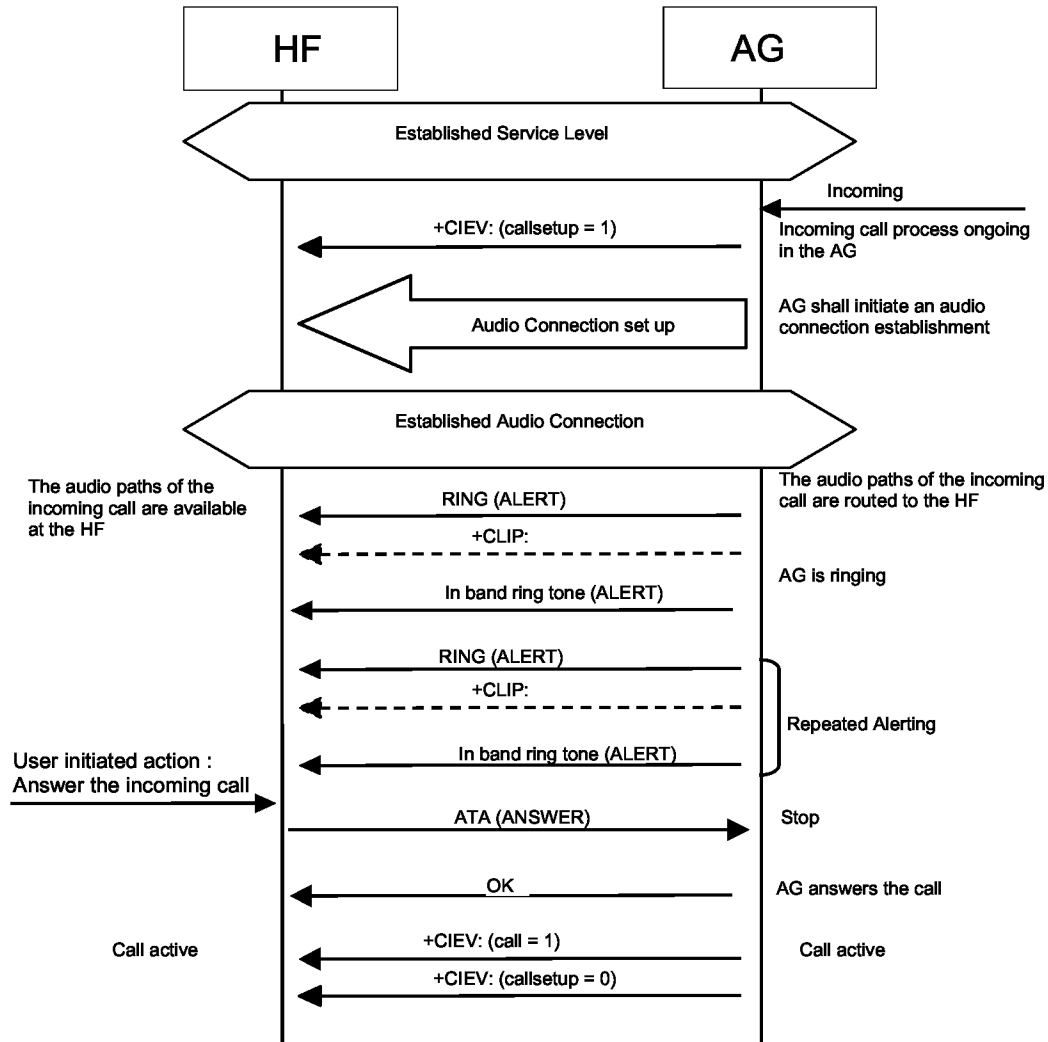 HF
AG
Established Service Level
Incoming
+CIEV: (callsetup = 1)
Incoming call process ongoing
in the AG
Audio Connection set up
AG shall initiate an audio
connection establishment
Established Audio Connection
The audio paths of the
incoming call are available
at the HF
The audio paths of the incoming
call are routed to the HF
RING (ALERT)
+CLIP:
AG is ringing
In band ring tone (ALERT)
RING (ALERT)
+CLIP:
Repeated Alerting
In band ring tone (ALERT)
User initiated action :
Answer the incoming call
ATA (ANSWER)
Stop
OK
AG answers the call
Call active
+CIEV: (call = 1)
Call active
+CIEV: (callsetup = 0)